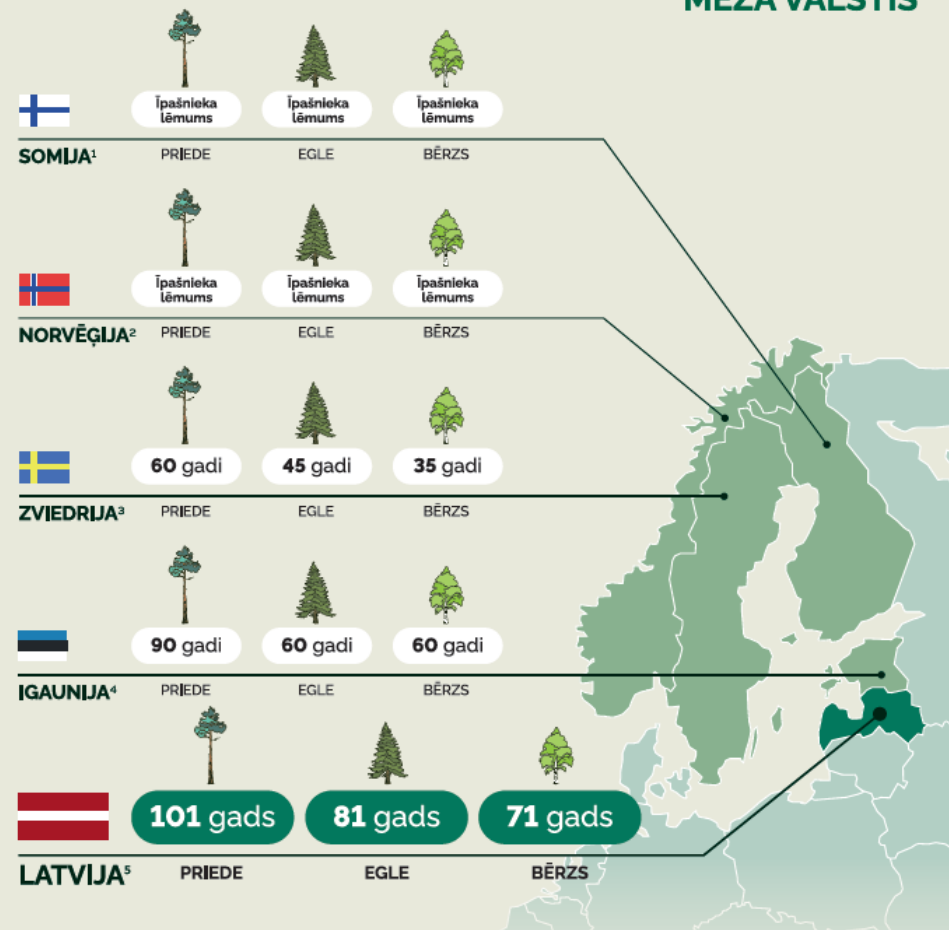 MEŽA VALSTIS
Īpašnieka lēmums
Īpašnieka lēmums
Īpašnieka lēmums
SOMIJA¹ PRIEDE EGLE BĒRZS
Īpašnieka lēmums
Īpašnieka lēmums
Īpašnieka lēmums
NORVĒĢIJA² PRIEDE EGLE BĒRZS
60 gadi 45 gadi 35 gadi
ZVIEDRIJA³ PRIEDE EGLE BĒRZS
90 gadi 60 gadi 60 gadi
IGAUNIJA⁴ PRIEDE EGLE BĒRZS
101 gads 81 gads 71 gads
LATVIJA⁵ PRIEDE EGLE BĒRZS